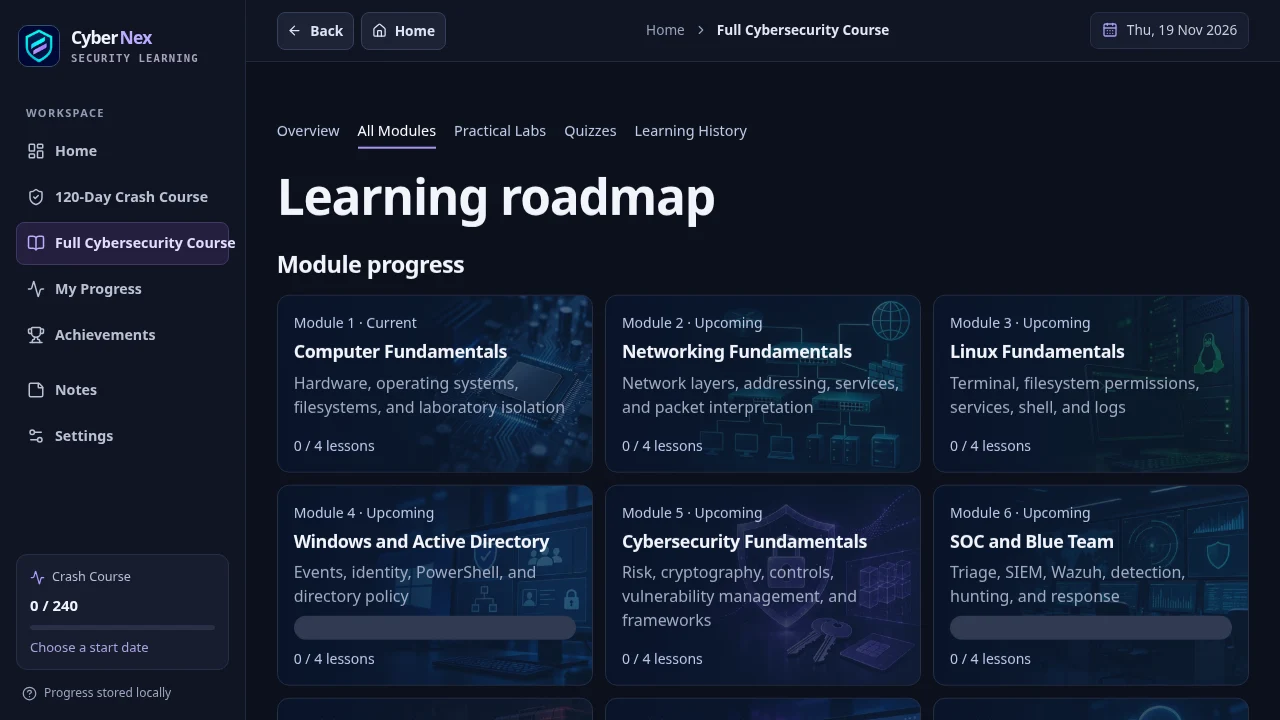 CyberNex
SECURITY LEARNING
WORKSPACE
Home
120-Day Crash Course
Full Cybersecurity Course
My Progress
Achievements
Notes
Settings
Crash Course
0 / 240
Choose a start date
Progress stored locally
Back
Home
Home
Full Cybersecurity Course
Thu, 19 Nov 2026
Overview
All Modules
Practical Labs
Quizzes
Learning History
Learning roadmap
Module progress
Module 1 · Current
Computer Fundamentals
Hardware, operating systems,
filesystems, and laboratory isolation
0 / 4 lessons
Module 2 · Upcoming
Networking Fundamentals
Network layers, addressing, services,
and packet interpretation
0 / 4 lessons
Module 3 · Upcoming
Linux Fundamentals
Terminal, filesystem permissions,
services, shell, and logs
0 / 4 lessons
Module 4 · Upcoming
Windows and Active Directory
Events, identity, PowerShell, and
directory policy
0 / 4 lessons
Module 5 · Upcoming
Cybersecurity Fundamentals
Risk, cryptography, controls,
vulnerability management, and
frameworks
0 / 4 lessons
Module 6 · Upcoming
SOC and Blue Team
Triage, SIEM, Wazuh, detection,
hunting, and response
0 / 4 lessons